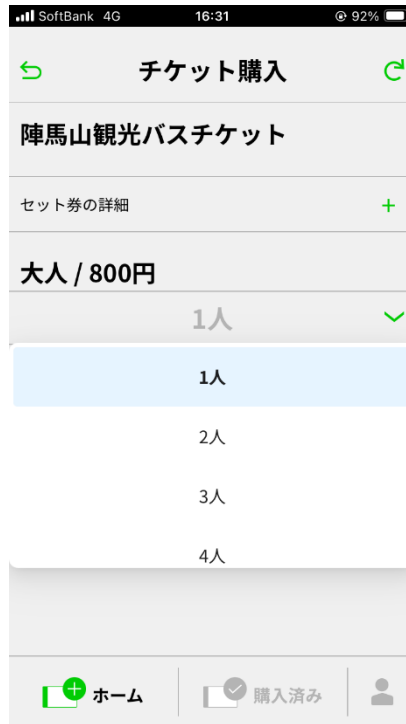 SoftBank 4G 16:31 92%
チケット購入
陣馬山観光バスチケット
セット券の詳細 +
大人 / 800円
1人
1人
2人
3人
4人
ホーム 購入済み